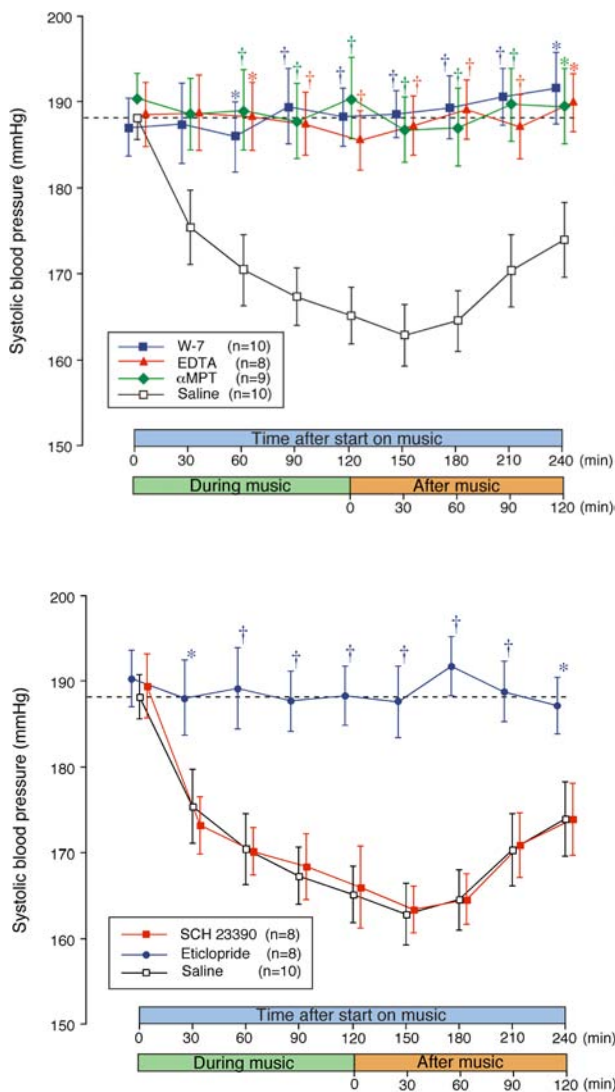 200
190
180
170
160
150
Systolic blood pressure (mmHg)
† † † † † † † *
* * † † † † † † † † † † * *
W-7 (n=10)
EDTA (n=8)
αMPT (n=9)
Saline (n=10)
Time after start on music
0 30 60 90 120 150 180 210 240 (min)
During music After music
0 30 60 90 120 (min)
200
190
180
170
160
150
Systolic blood pressure (mmHg)
* † † † † † † *
SCH 23390 (n=8)
Eticlopride (n=8)
Saline (n=10)
Time after start on music
0 30 60 90 120 150 180 210 240 (min)
During music After music
0 30 60 90 120 (min)